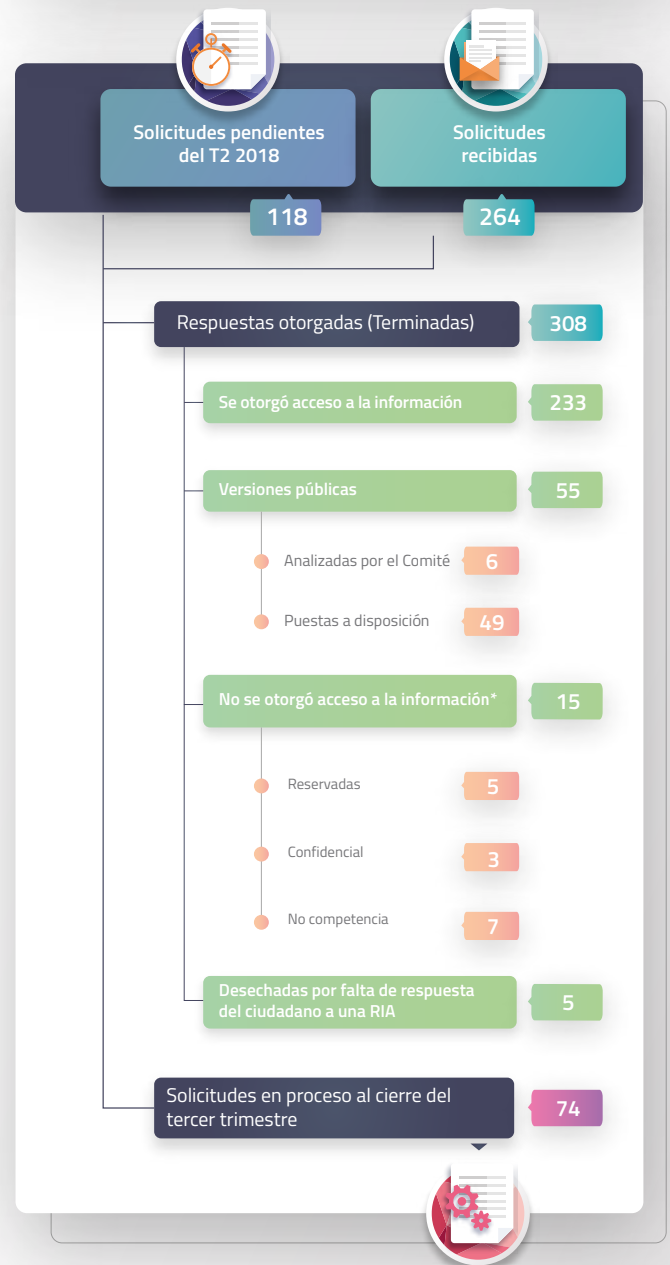 Solicitudes pendientes
del T2 2018
118
Solicitudes
recibidas
264
Respuestas otorgadas (Terminadas)
308
Se otorgó acceso a la información
233
Versiones públicas
55
Analizadas por el Comité
6
Puestas a disposición
49
No se otorgó acceso a la información*
15
Reservadas
5
Confidencial
3
No competencia
7
Desechadas por falta de respuesta
del ciudadano a una RIA
5
Solicitudes en proceso al cierre del
tercer trimestre
74